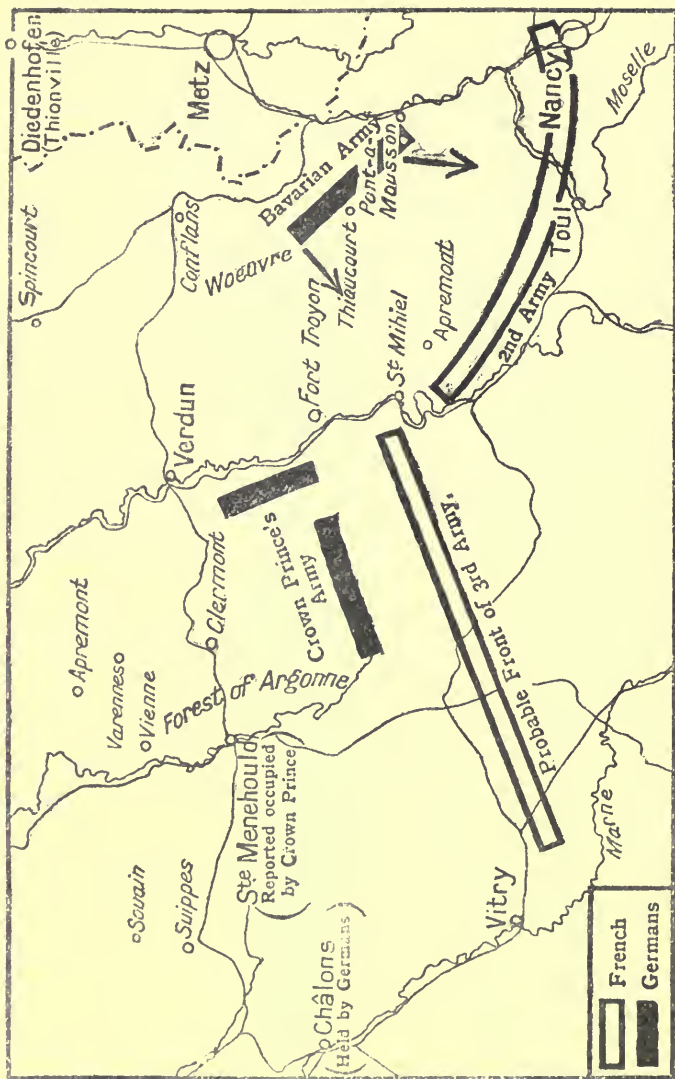 Diedenhofen
(Thionville)
Spincourt
Metz
Conflans
Verdun
Apremont
Varennes
Vienne
Clermont
Forest of Argonne
Souain
Suippes
Ste Menehould
(Reported occupied
by Crown Prince)
Châlons
(Held by Germans)
Woëuvre
Bavarian Army
Pont-a-
Mousson
Thiaucourt
Fort Troyon
St. Mihiel
Apremont
Crown Prince's
Army
Nancy
Moselle
Toul
2nd Army
Probable Front of 3rd Army.
Vitry
Marne
French
Germans